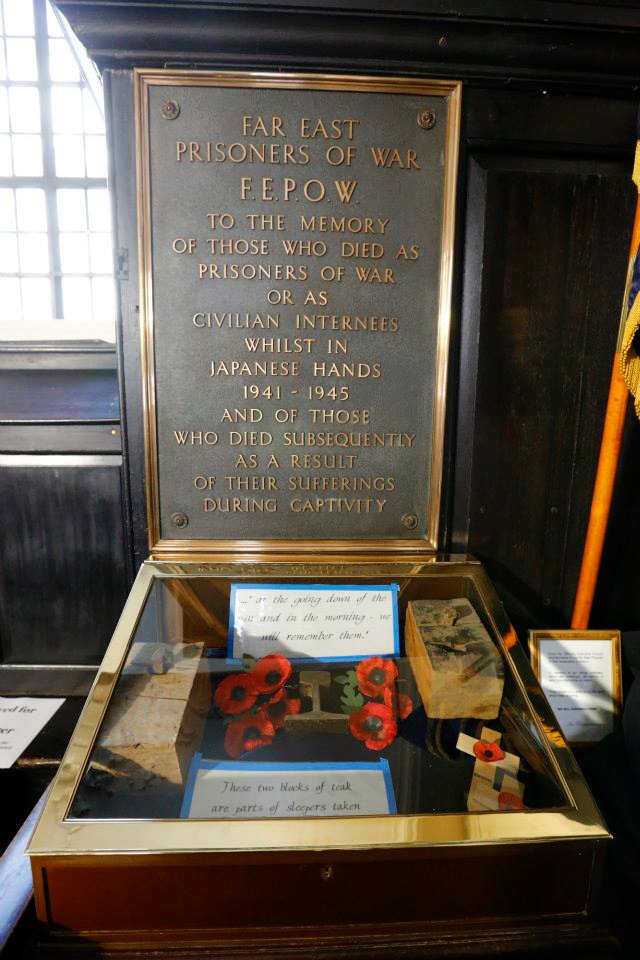 FAR EAST
PRISONERS OF WAR
F.E.P.O.W.
TO THE MEMORY
OF THOSE WHO DIED AS
PRISONERS OF WAR
OR AS
CIVILIAN INTERNEES
WHILST IN
JAPANESE HANDS
1941 - 1945
AND OF THOSE
WHO DIED SUBSEQUENTLY
AS A RESULT
OF THEIR SUFFERINGS
DURING CAPTIVITY
..." at the going down of the
and in the morning - we
will remember them."
These two blocks of teak
are parts of sleepers taken
for